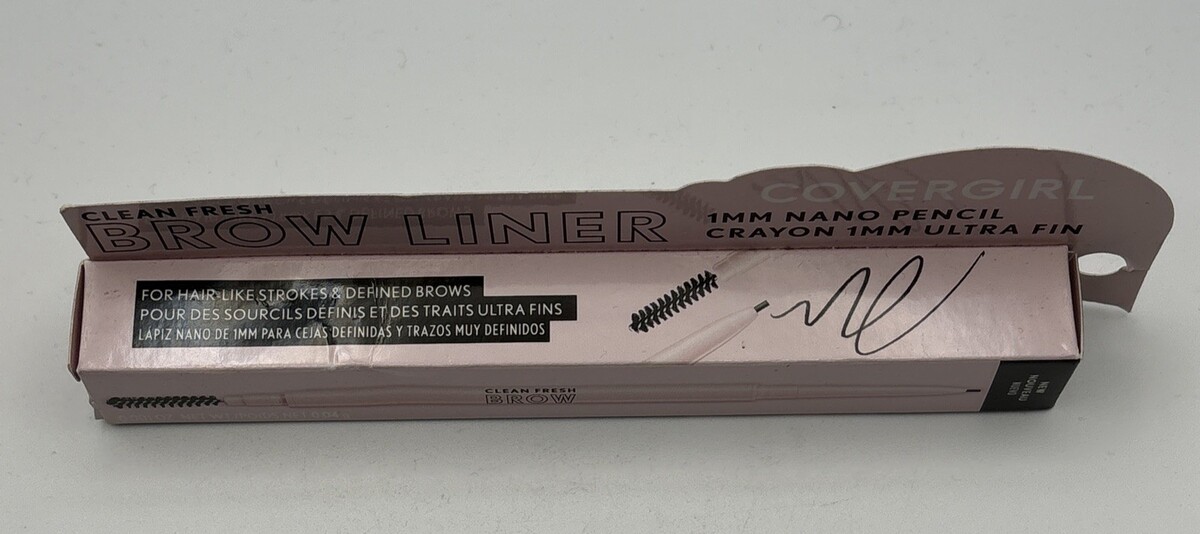 COVERGIRL
CLEAN FRESH
BROW LINER
1MM NANO PENCIL
CRAYON 1MM ULTRA FIN
FOR HAIR-LIKE STROKES & DEFINED BROWS
POUR DES SOURCILS DÉFINIS ET DES TRAITS ULTRA FINS
LÁPIZ NANO DE 1MM PARA CEJAS DEFINIDAS Y TRAZOS MUY DEFINIDOS
CLEAN FRESH
BROW
NEW
NOUVEAU